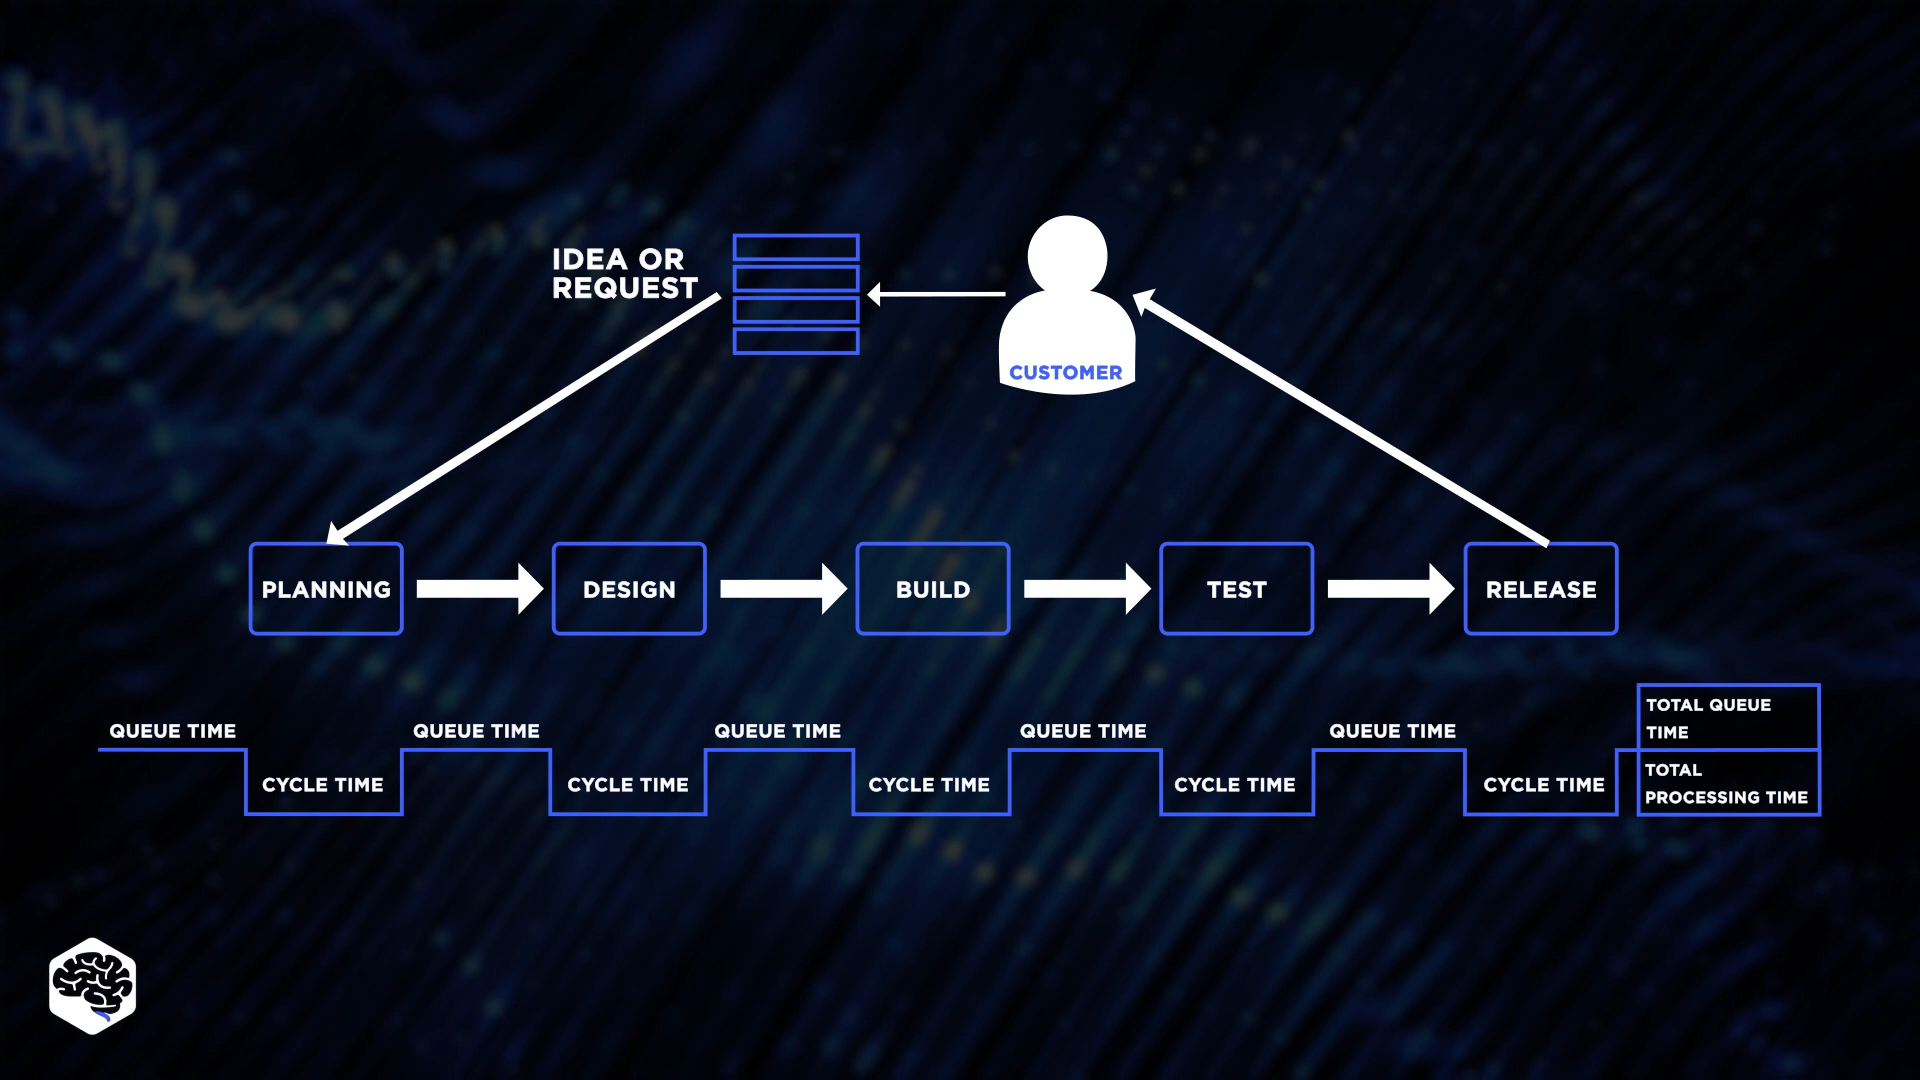 IDEA OR
REQUEST
CUSTOMER
PLANNING
DESIGN
BUILD
TEST
RELEASE
QUEUE TIME
QUEUE TIME
QUEUE TIME
QUEUE TIME
QUEUE TIME
TOTAL QUEUE
TIME
CYCLE TIME
CYCLE TIME
CYCLE TIME
CYCLE TIME
CYCLE TIME
TOTAL
PROCESSING TIME